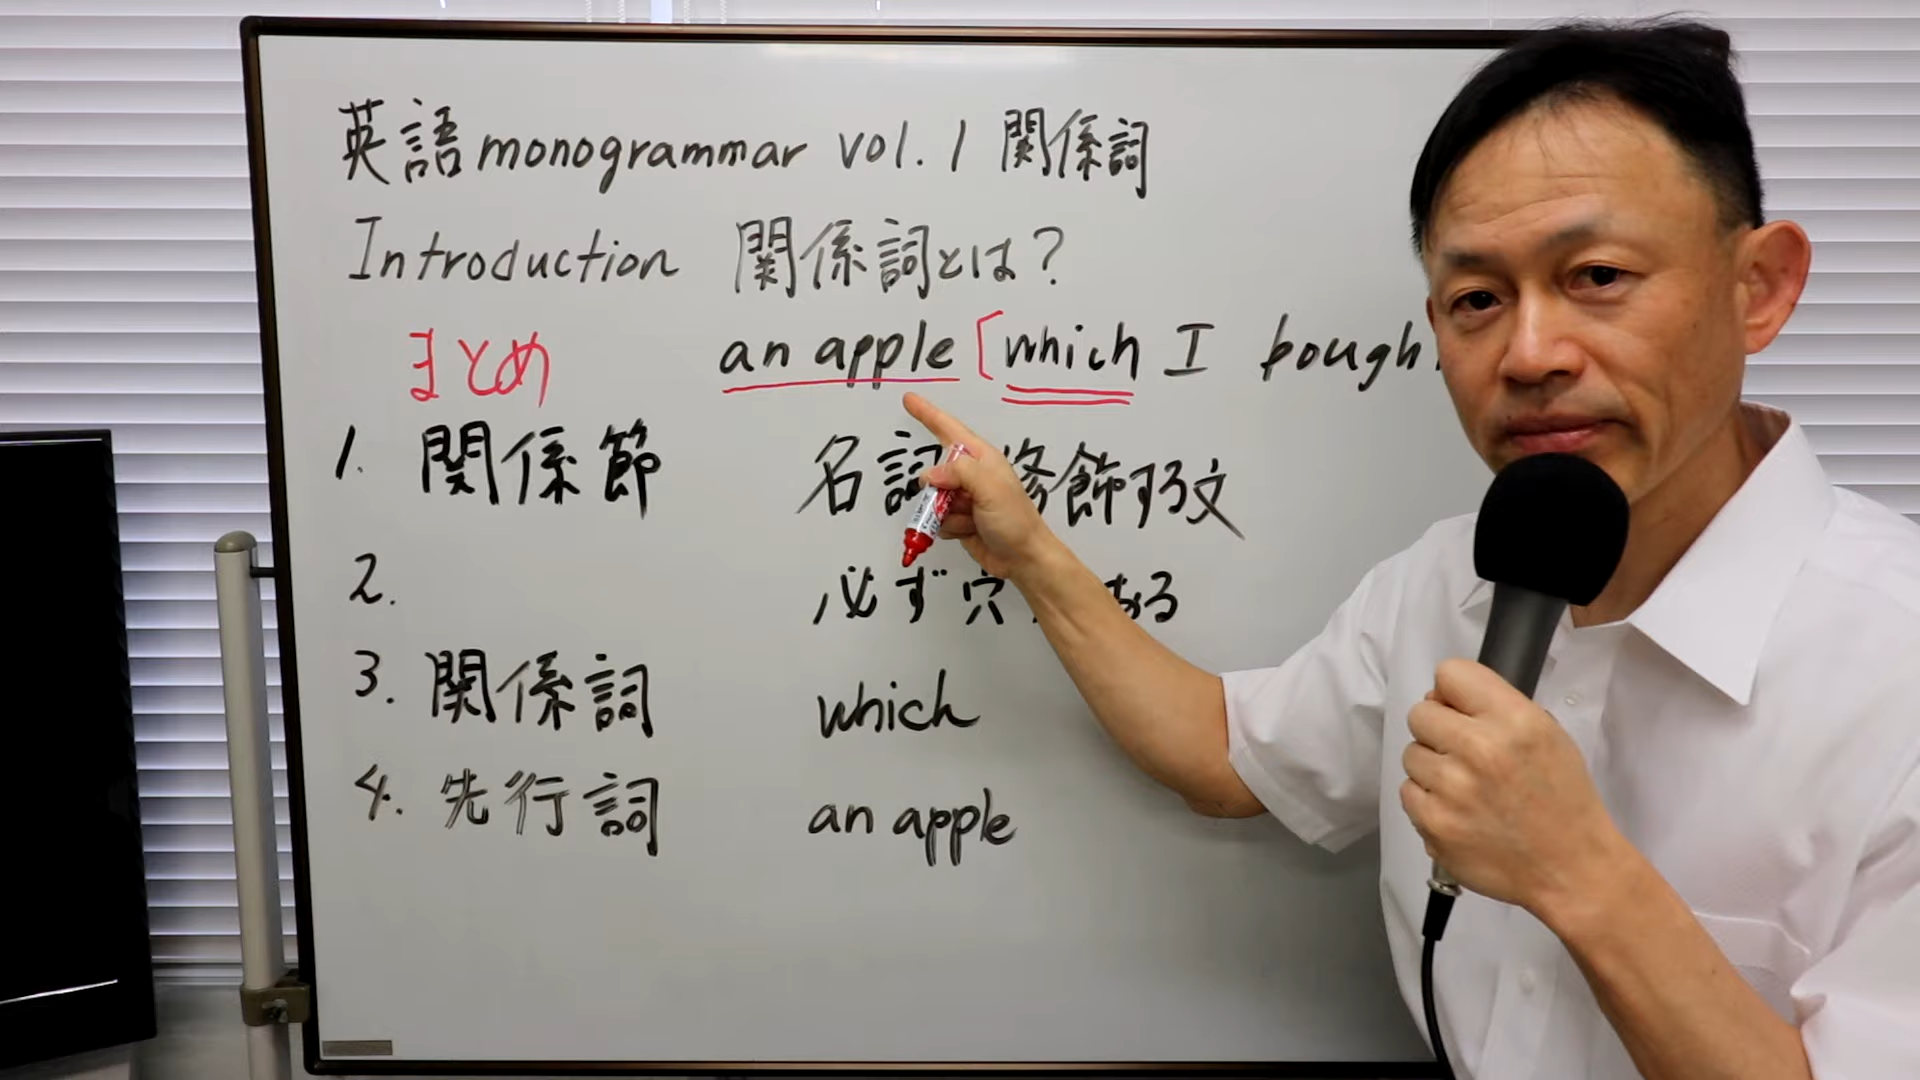 英語 monogrammar vol. 1 関係詞
Introduction 関係詞とは?
まとめ an apple [which I bough
1. 関係節 名詞 修飾する文
2. 必ず穴 ある
3. 関係詞 which
4. 先行詞 an apple